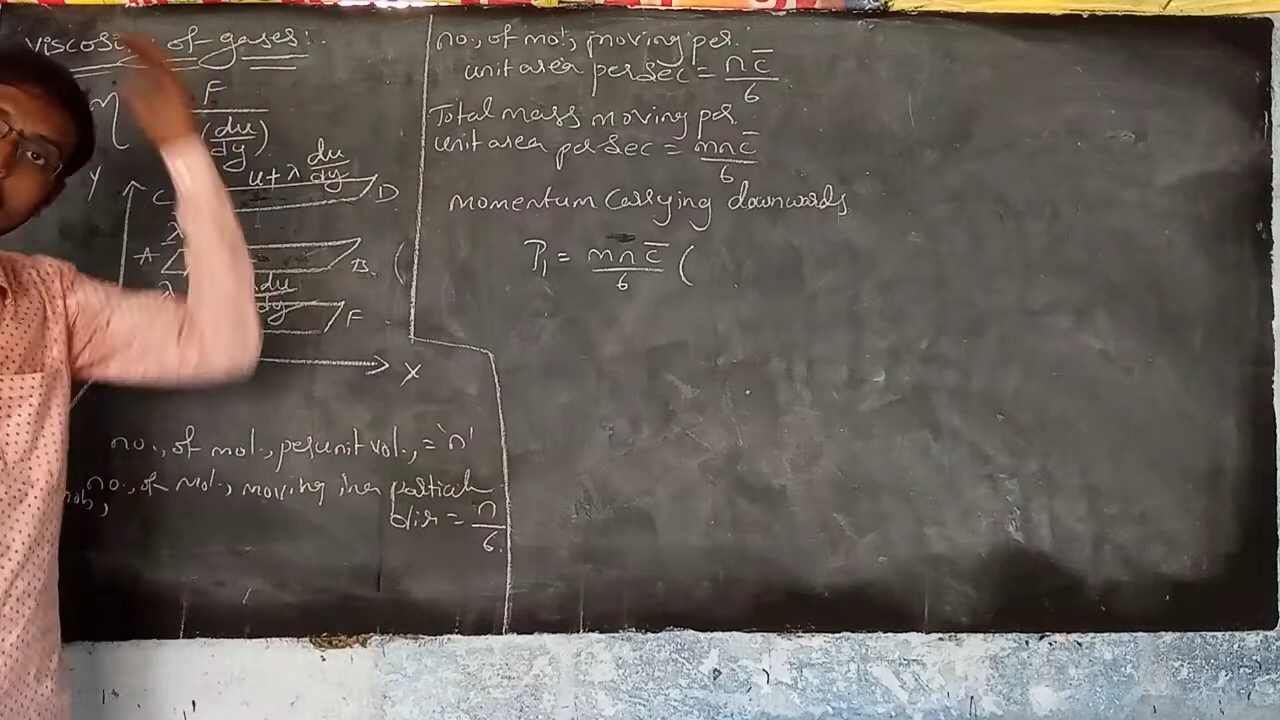 of gases:
η F
(du/dy)
Y u + λ du/dy
C D
λ
A B (
λ du/dy
F
X
no., of mol., per unit vol., = 'n'
no., of mol., moving in a particular
dir = n/6
no., of mol., moving per.
unit area per sec = nc̄/6
Total mass moving per.
unit area per sec = mnc̄/6
momentum carrying downwards
P₁ = mnc̄/6 (